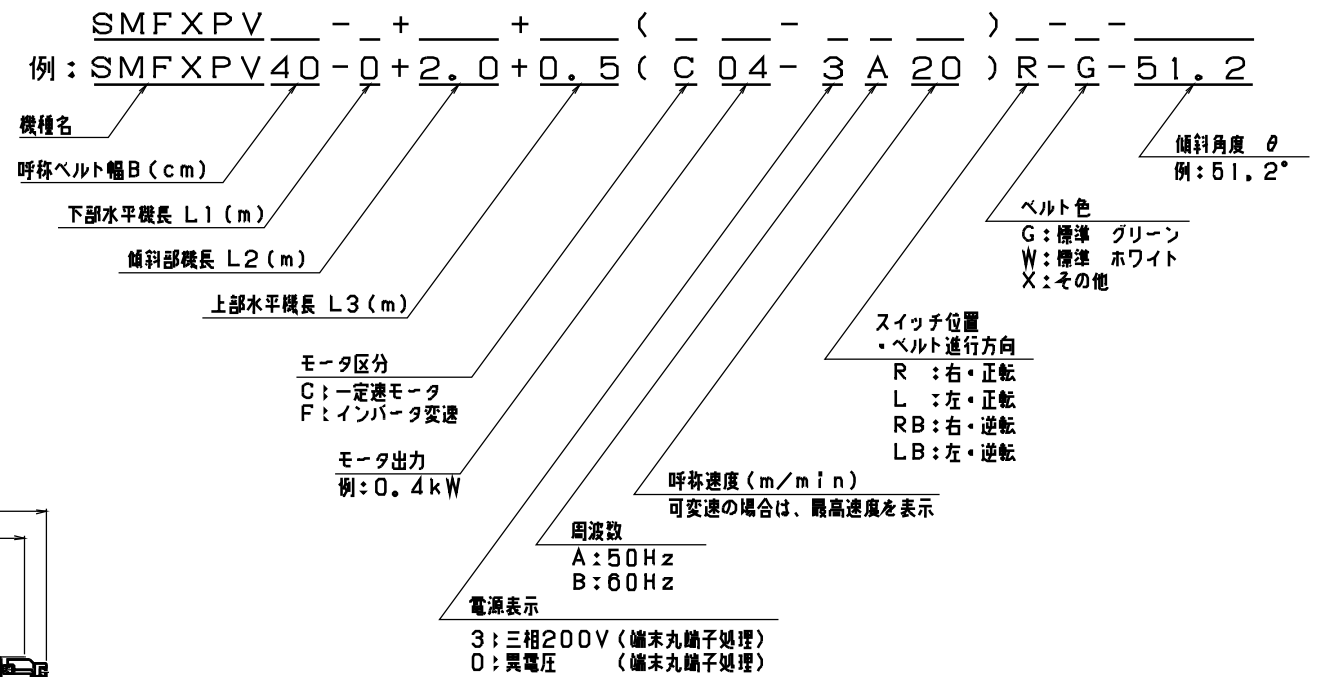 SMFXPV__-_+__+__(_ __-_ _ __)_-_-__
例:SMFXPV40-0+2.0+0.5(C 04-3 A 20)R-G-51.2
機種名
呼称ベルト幅B(cm)
下部水平機長 L1(m)
傾斜部機長 L2(m)
上部水平機長 L3(m)
モータ区分
C:一定速モータ
F:インバータ変速
モータ出力
例:0.4kW
電源表示
3:三相200V(端末丸端子処理)
0:異電圧 (端末丸端子処理)
周波数
A:50Hz
B:60Hz
呼称速度(m/min)
可変速の場合は、最高速度を表示
スイッチ位置
・ベルト進行方向
R :右・正転
L :左・正転
RB:右・逆転
LB:左・逆転
ベルト色
G:標準 グリーン
W:標準 ホワイト
X:その他
傾斜角度 θ
例:51.2°